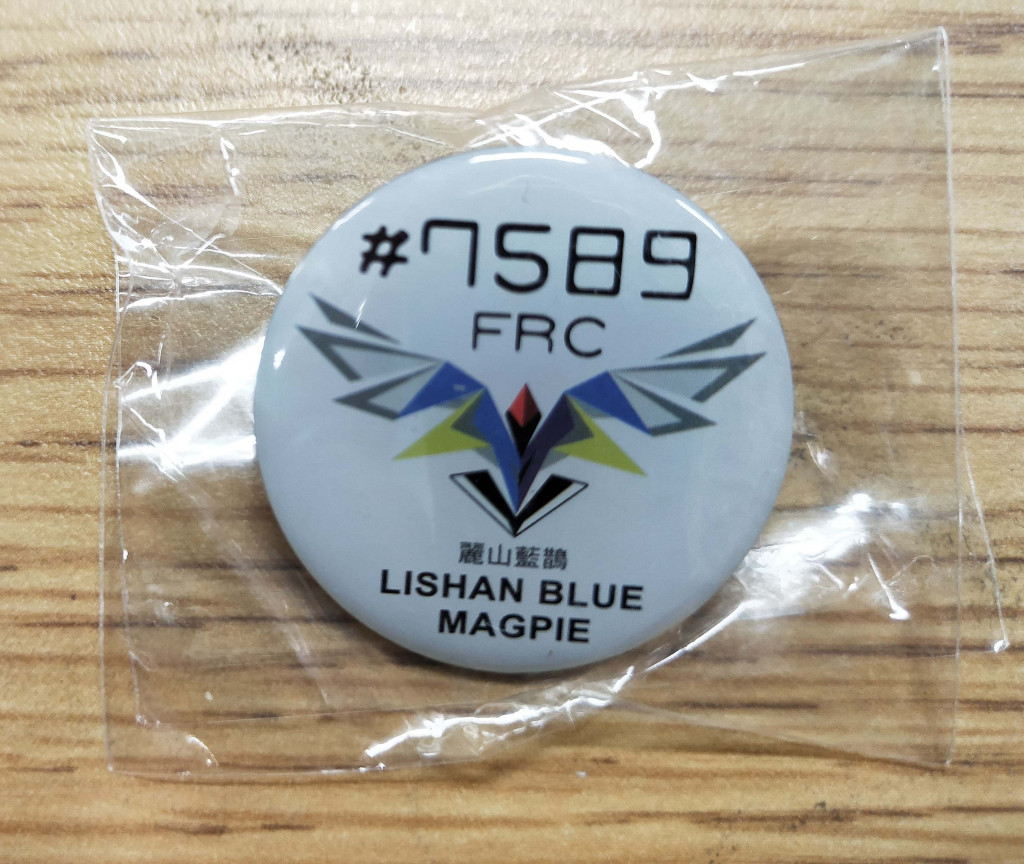 #7589
FRC
麗山藍鵲
LISHAN BLUE
MAGPIE